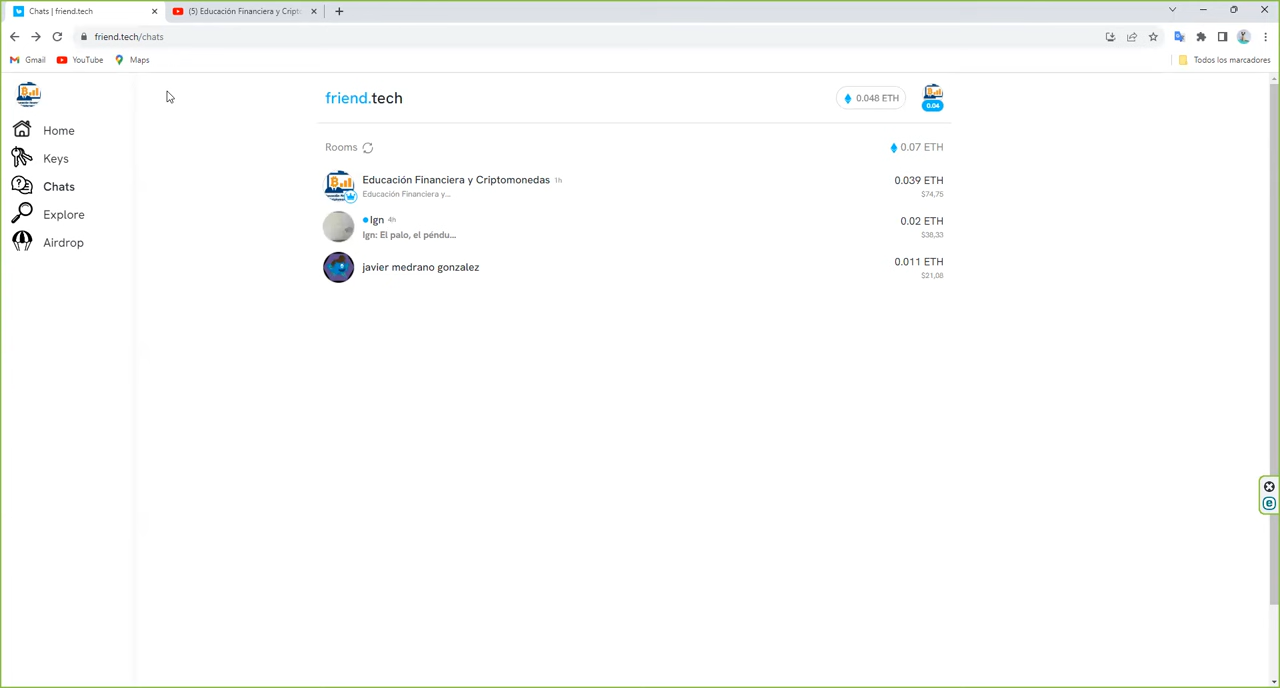 Chats | friend.tech
(5) Educación Financiera y Cripto
friend.tech/chats
Gmail
YouTube
Maps
Todos los marcadores
Home
Keys
Chats
Explore
Airdrop
friend.tech
0.048 ETH
0.04
Rooms
0.07 ETH
Educación Financiera y Criptomonedas 1h
0.039 ETH
Educación Financiera y...
$74,75
Ign 4h
0.02 ETH
Ign: El palo, el péndu...
$38,33
javier medrano gonzalez
0.011 ETH
$21,08